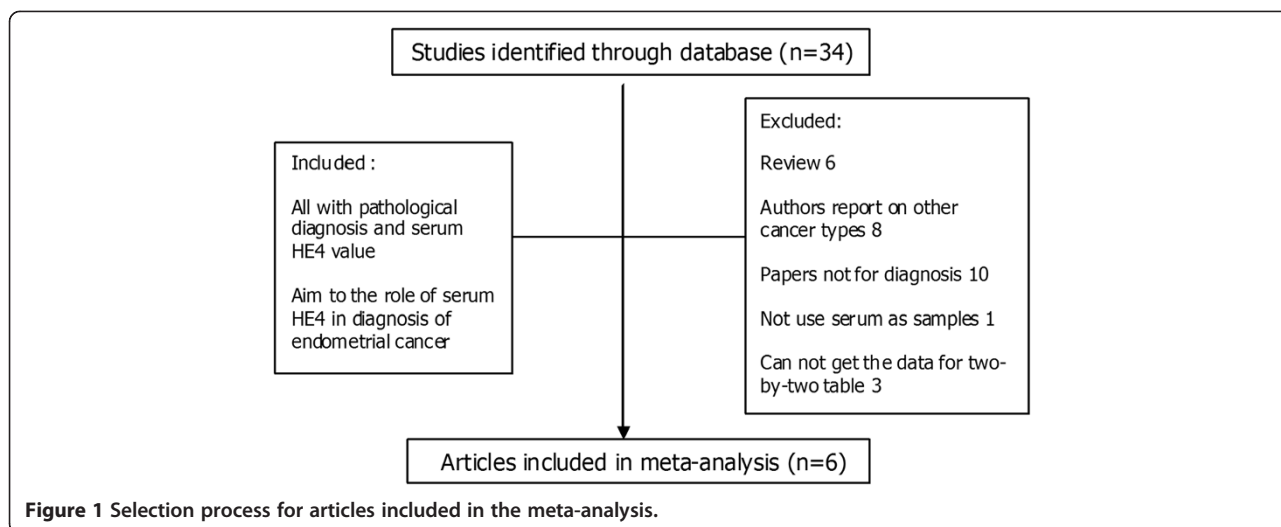 Studies identified through database (n=34)
Included :
All with pathological
diagnosis and serum
HE4 value
Aim to the role of serum
HE4 in diagnosis of
endometrial cancer
Excluded:
Review 6
Authors report on other
cancer types 8
Papers not for diagnosis 10
Not use serum as samples 1
Can not get the data for two-
by-two table 3
Articles included in meta-analysis (n=6)
Figure 1 Selection process for articles included in the meta-analysis.